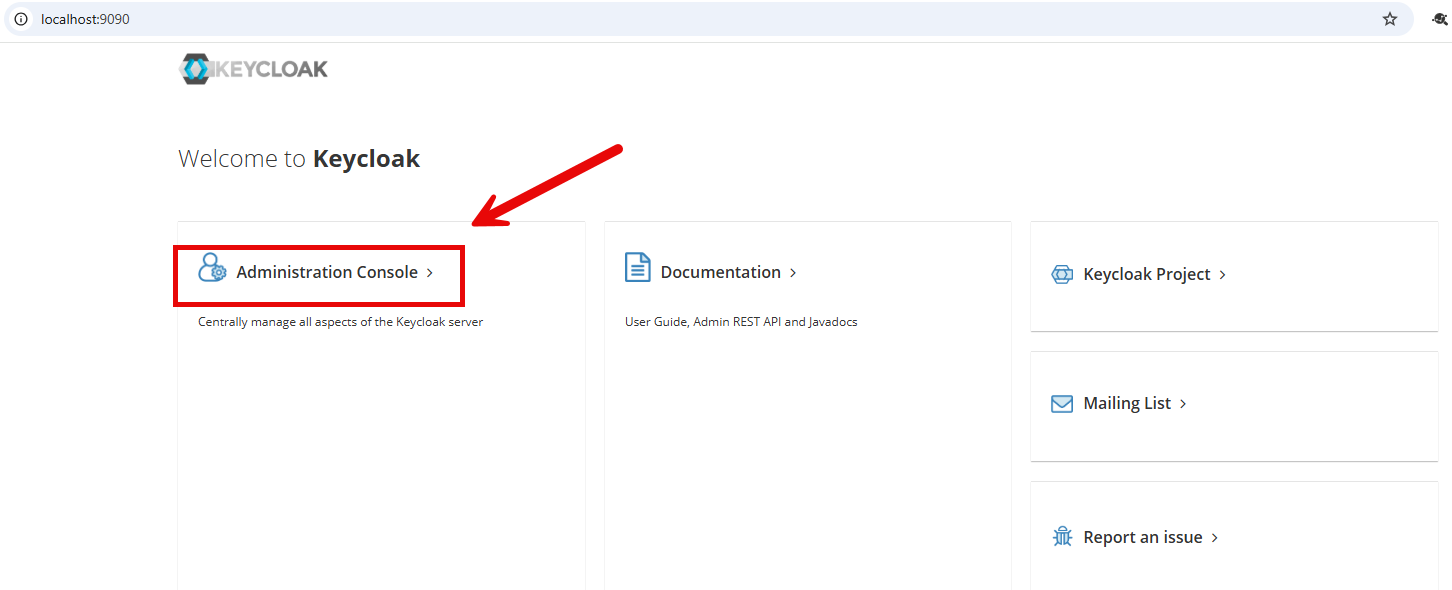 localhost:9090
KEYCLOAK
Welcome to Keycloak
Administration Console
Centrally manage all aspects of the Keycloak server
Documentation
User Guide, Admin REST API and Javadocs
Keycloak Project
Mailing List
Report an issue